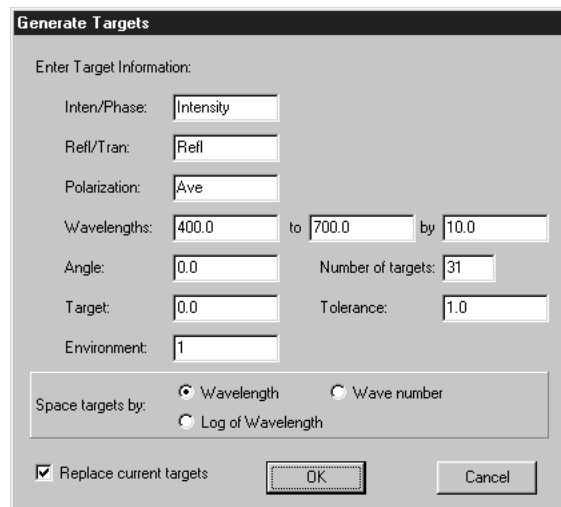 Generate Targets
Enter Target Information:
Inten/Phase: Intensity
Refl/Tran: Refl
Polarization: Ave
Wavelengths: 400.0 to 700.0 by 10.0
Angle: 0.0 Number of targets: 31
Target: 0.0 Tolerance: 1.0
Environment: 1
Space targets by: Wavelength Wave number
Log of Wavelength
Replace current targets OK Cancel